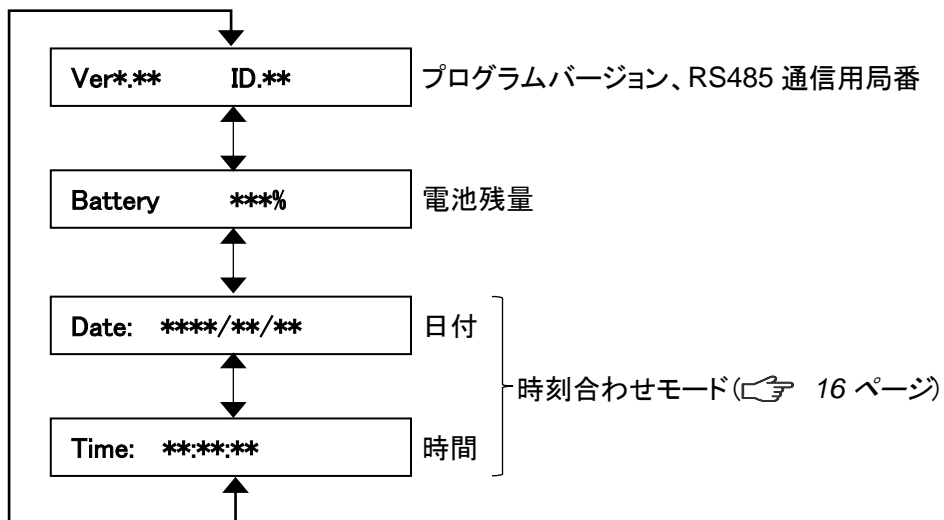 Ver*.** ID.** プログラムバージョン、RS485 通信用局番
Battery ***% 電池残量
Date: ****/**/** 日付
時刻合わせモード(☞ 16 ページ)
Time: **:**:** 時間